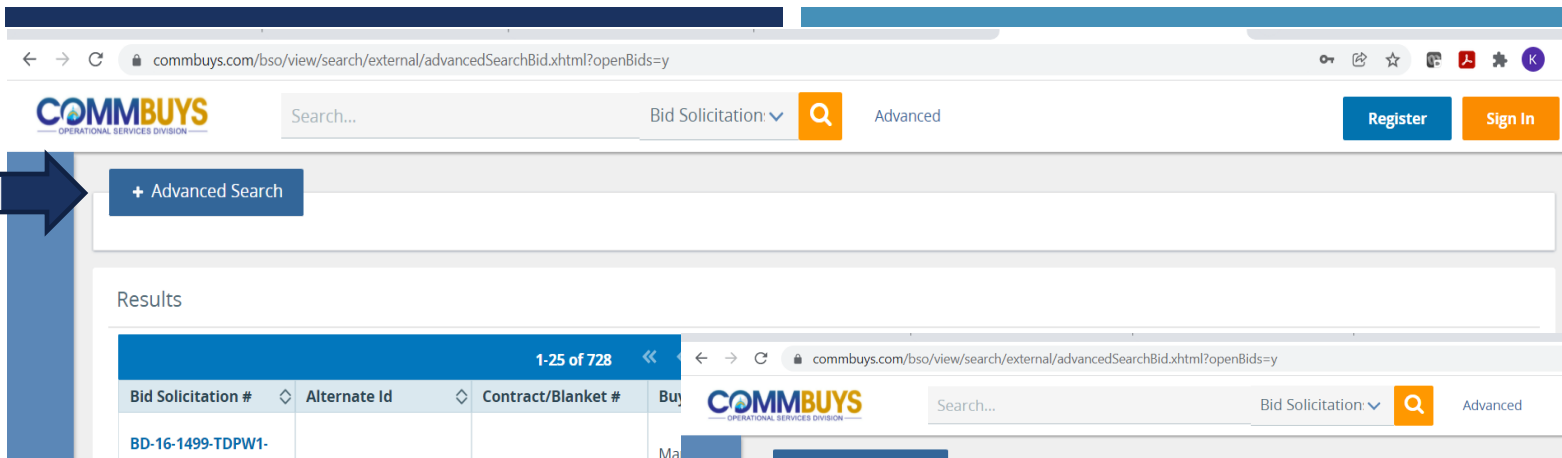 commbuys.com/bso/view/search/external/advancedSearchBid.xhtml?openBids=y
K
COMMBUYS
OPERATIONAL SERVICES DIVISION
Search...
Bid Solicitation:
Advanced
Register
Sign In
+ Advanced Search
Results
1-25 of 728
Bid Solicitation #
Alternate Id
Contract/Blanket #
BD-16-1499-TDPW1-
commbuys.com/bso/view/search/external/advancedSearchBid.xhtml?openBids=y
COMMBUYS
OPERATIONAL SERVICES DIVISION
Search...
Bid Solicitation:
Advanced